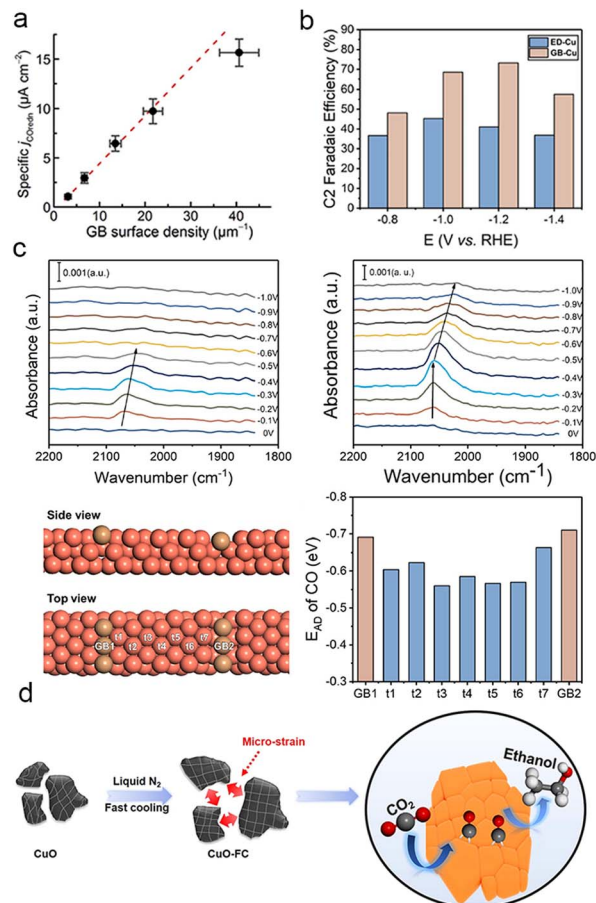 a
Specific jCOredn (µA cm⁻²)
15
10
5
0
0 10 20 30 40
GB surface density (µm⁻¹)
b
C2 Faradaic Efficiency (%)
90
80
70
60
50
40
30
20
10
0
ED-Cu
GB-Cu
-0.8 -1.0 -1.2 -1.4
E (V vs. RHE)
c
0.001(a.u.)
Absorbance (a.u.)
-1.0V
-0.9V
-0.8V
-0.7V
-0.6V
-0.5V
-0.4V
-0.3V
-0.2V
-0.1V
0V
2200 2100 2000 1900 1800
Wavenumber (cm⁻¹)
0.001(a.u.)
Absorbance (a.u.)
-1.0V
-0.9V
-0.8V
-0.7V
-0.6V
-0.5V
-0.4V
-0.3V
-0.2V
-0.1V
0V
2200 2100 2000 1900 1800
Wavenumber (cm⁻¹)
Side view
Top view
GB1 t1 t2 t3 t4 t5 t6 t7 GB2
EAD of CO (eV)
-0.8
-0.7
-0.6
-0.5
-0.4
-0.3
GB1 t1 t2 t3 t4 t5 t6 t7 GB2
d
CuO
Liquid N₂
Fast cooling
Micro-strain
CuO-FC
CO₂
Ethanol